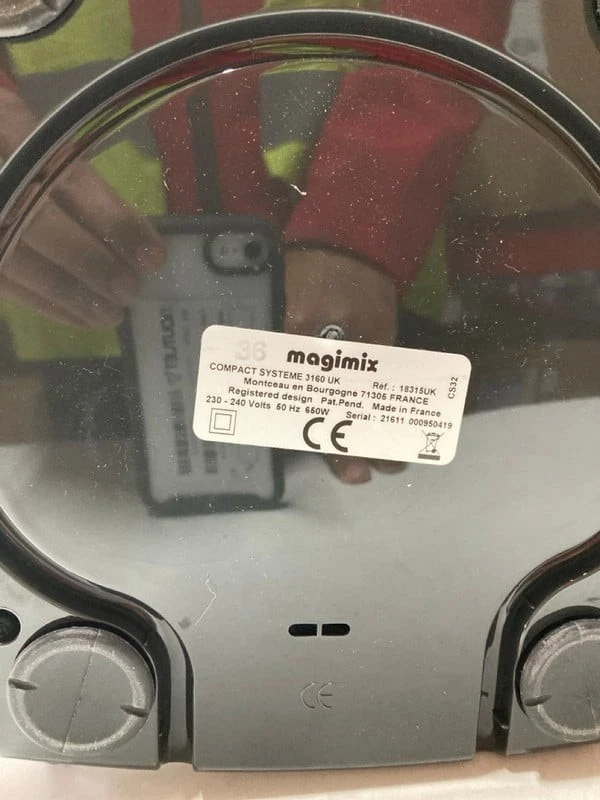 36 magimix
COMPACT SYSTEME 3160 UK Ref. : 18315UK
Montceau en Bourgogne 71305 FRANCE
Registered design Pat.Pend. Made in France
230 - 240 Volts 50 Hz 650W Serial : 21611 000950419
CE
CS32
CE